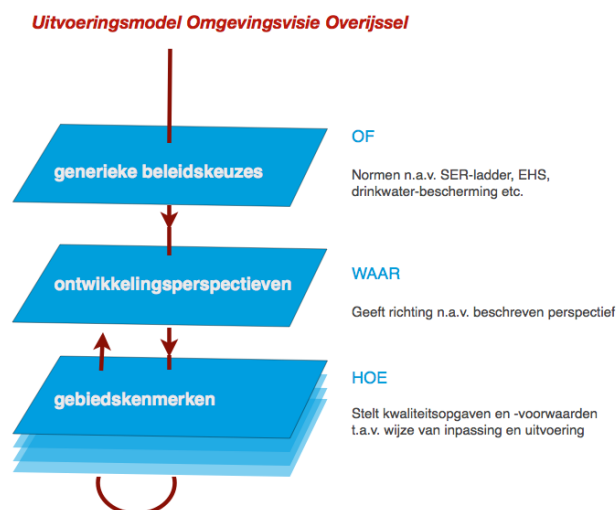 Uitvoeringsmodel Omgevingsvisie Overijssel
generieke beleidskeuzes
OF
Normen n.a.v. SER-ladder, EHS,
drinkwater-bescherming etc.
ontwikkelingsperspectieven
WAAR
Geeft richting n.a.v. beschreven perspectief
gebiedskenmerken
HOE
Stelt kwaliteitsopgaven en -voorwaarden
t.a.v. wijze van inpassing en uitvoering